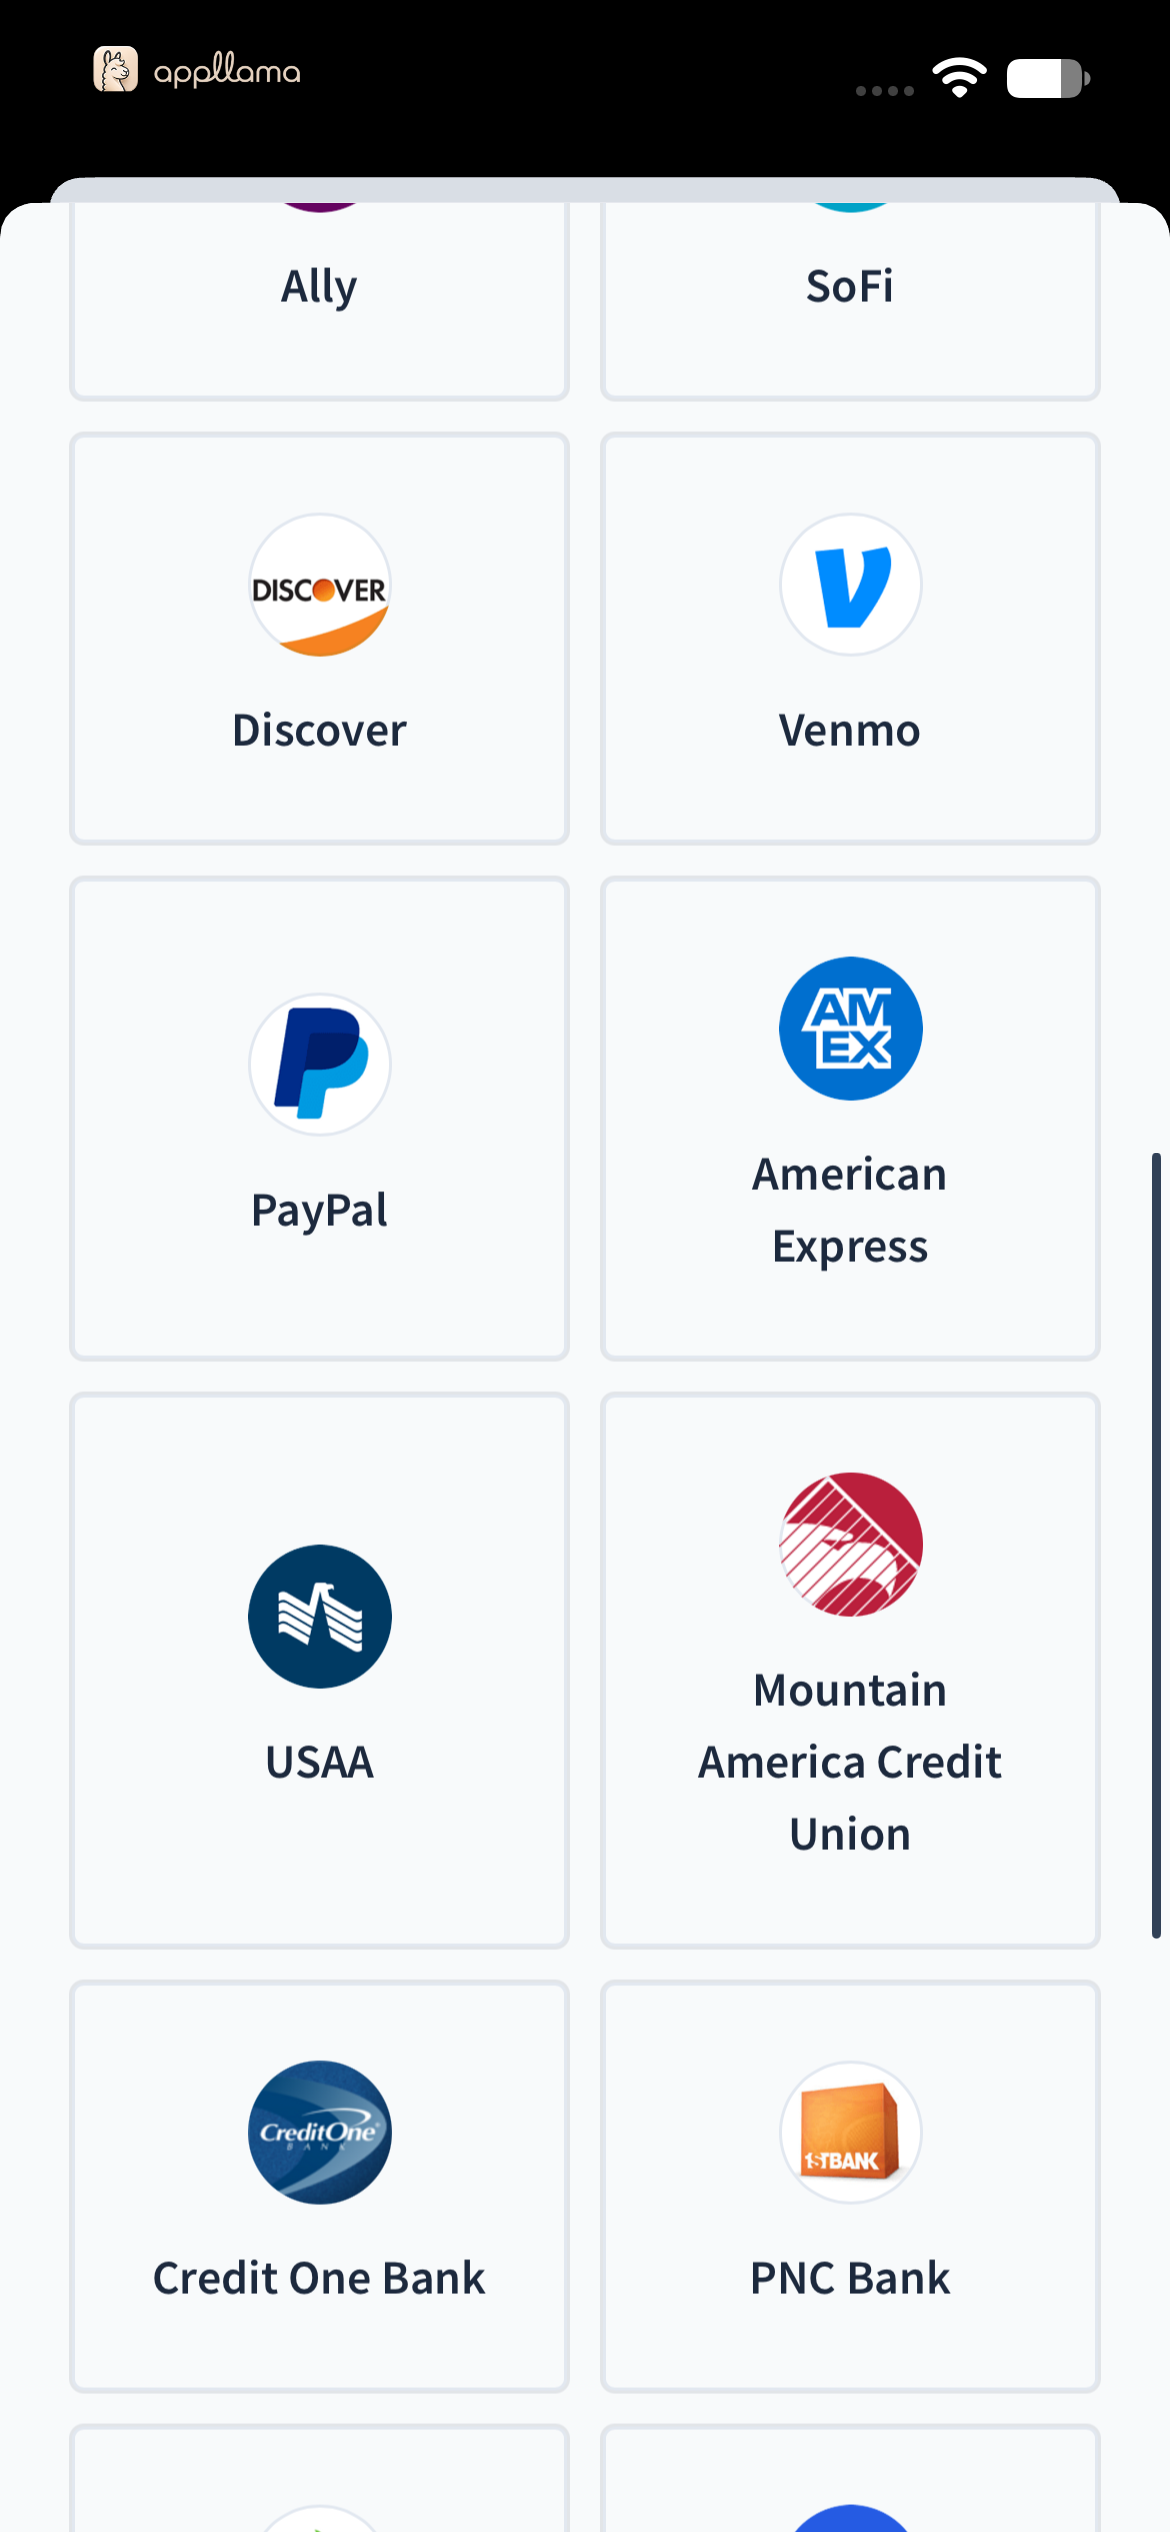 appllama
Ally
SoFi
DISCOVER
Discover
Venmo
PayPal
AM
EX
American
Express
USAA
Mountain
America Credit
Union
CreditOne
BANK
Credit One Bank
1STBANK
PNC Bank